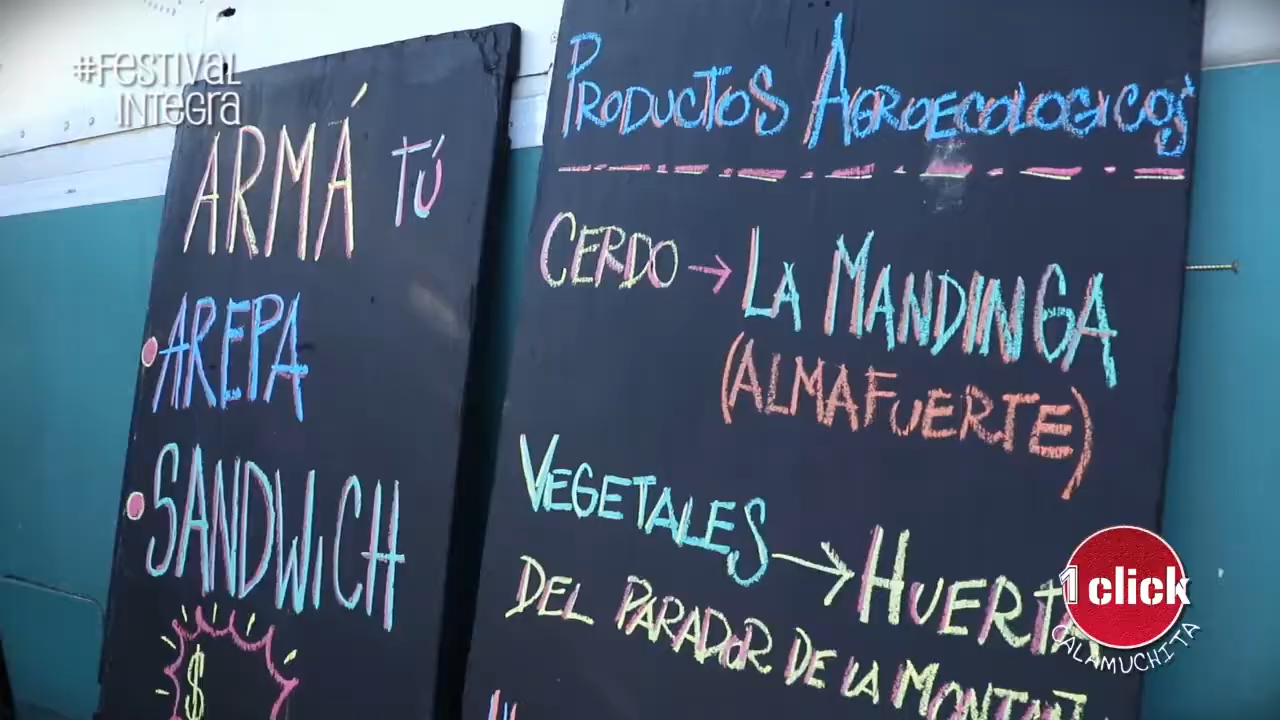 #FESTIVAL
INTEGRA
ARMÁ TÚ
AREPA
SANDWICH
$
PRODUCTOS AGROECOLOGICOS
CERDO → LA MANDINGA
(ALMAFUERTE)
VEGETALES → HUERTA
DEL PARADOR DE LA MONTAÑ
1 click
CALAMUCHITA